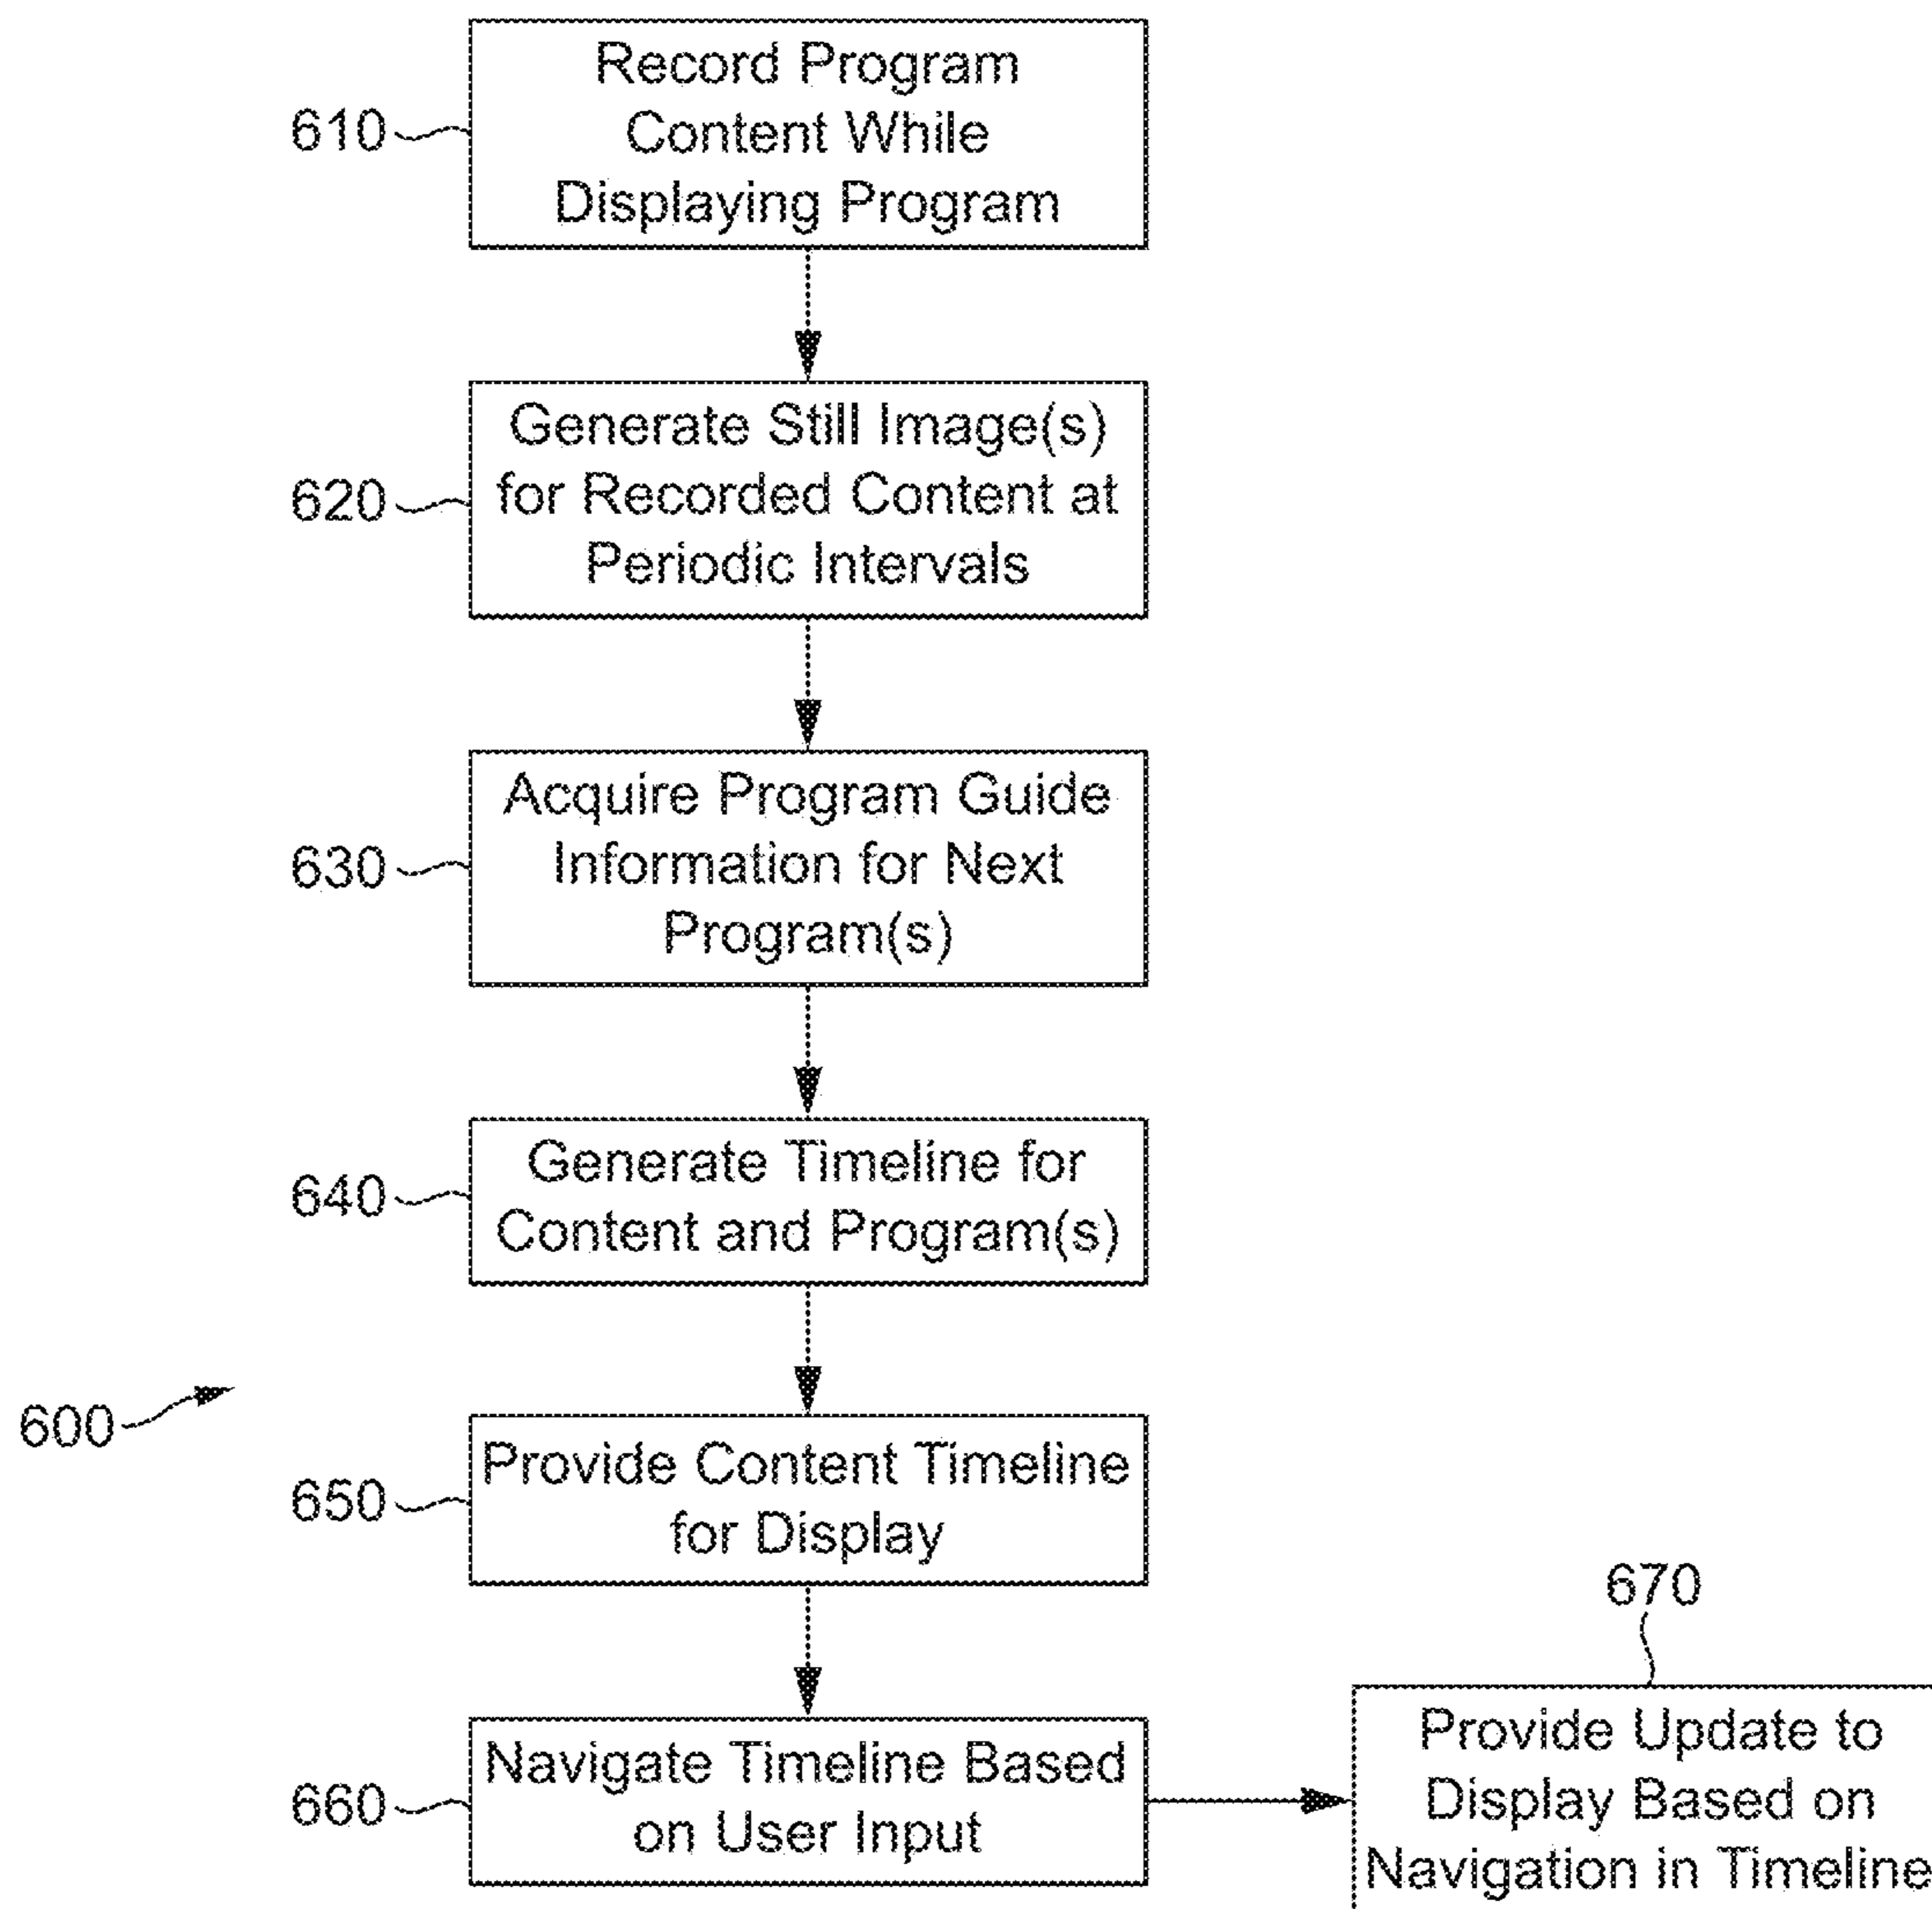 610
Record Program
Content While
Displaying Program
620
Generate Still Image(s)
for Recorded Content at
Periodic Intervals
630
Acquire Program Guide
Information for Next
Program(s)
640
Generate Timeline for
Content and Program(s)
600
650
Provide Content Timeline
for Display
660
Navigate Timeline Based
on User Input
670
Provide Update to
Display Based on
Navigation in Timeline